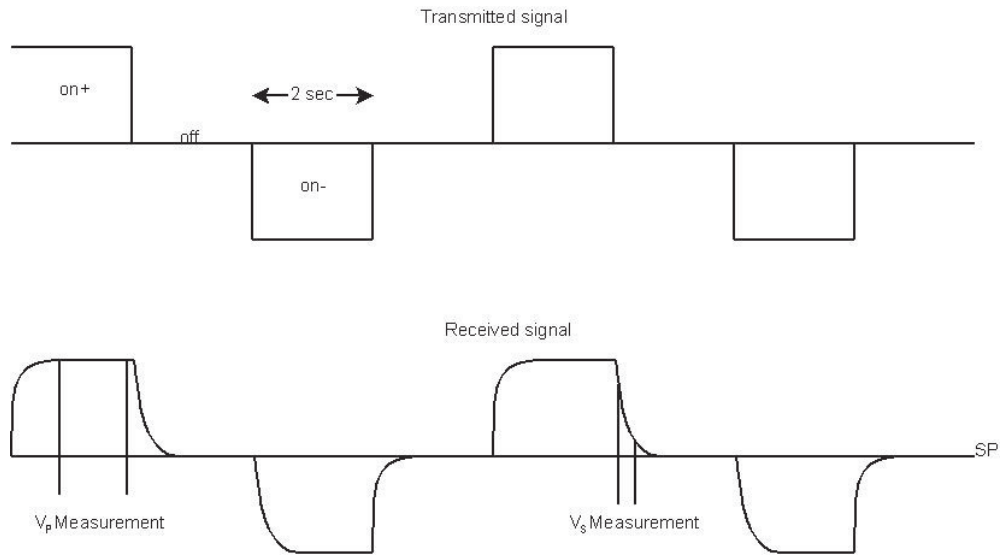 Transmitted signal
on+
2 sec
off
on-
Received signal
SP
VP Measurement
VS Measurement